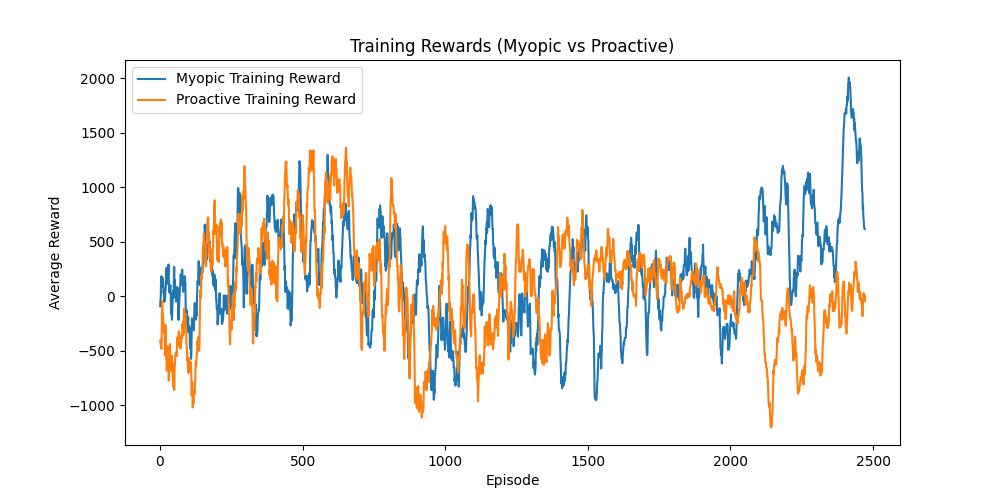 Training Rewards (Myopic vs Proactive)
Myopic Training Reward
Proactive Training Reward
Average Reward
2000
1500
1000
500
0
−500
−1000
0
500
1000
1500
2000
2500
Episode